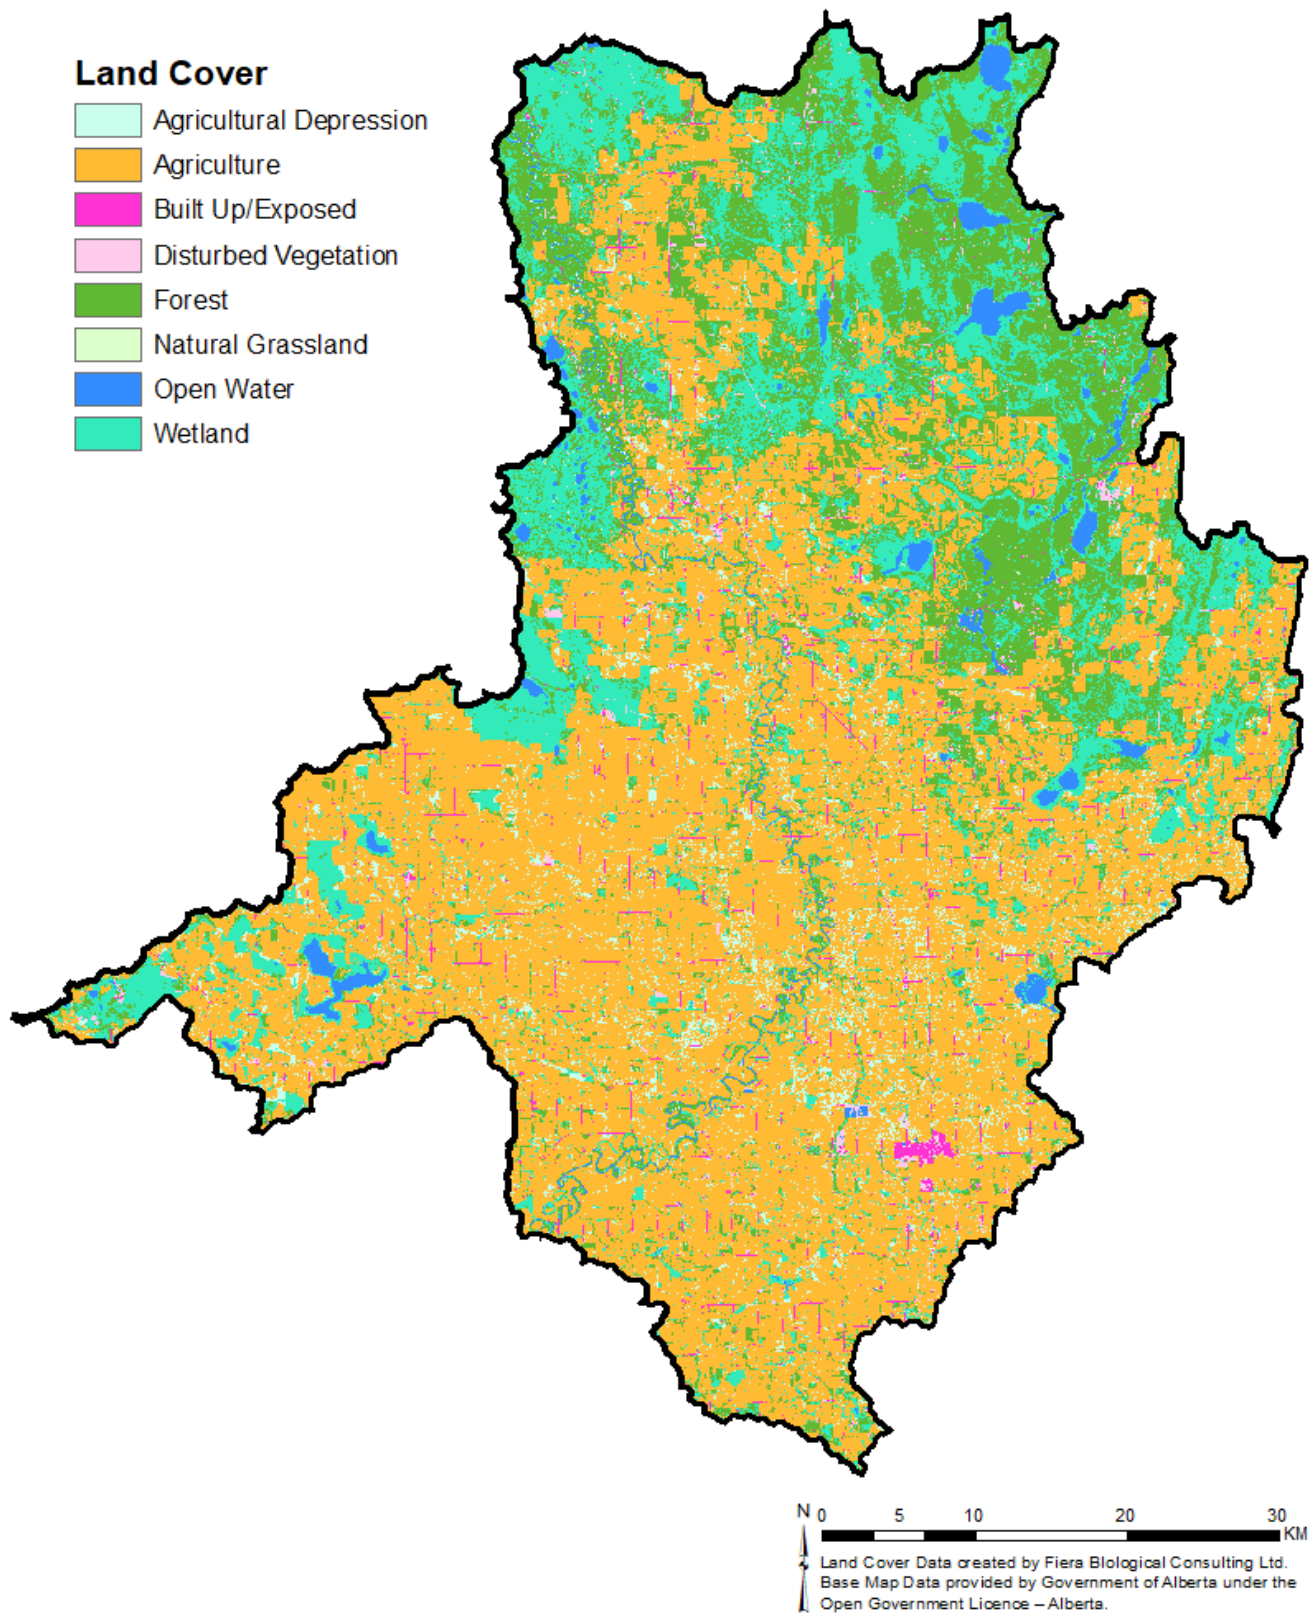 Land Cover
Agricultural Depression
Agriculture
Built Up/Exposed
Disturbed Vegetation
Forest
Natural Grassland
Open Water
Wetland
N 0 5 10 20 30
KM
Land Cover Data created by Fiera Blological Consulting Ltd.
Base Map Data provided by Government of Alberta under the
Open Government Licence – Alberta.